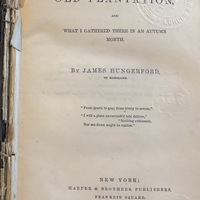 OLD PLANTATION,
AND
WHAT I GATHERED THERE IN AN AUTUMN
MONTH.
BY JAMES HUNGERFORD,
OF MARYLAND.
"From grave to gay, from lively to severe."
"I will a plain unvarnish'd tale deliver,
"Nothing extenuate,
Nor set down aught in malice."
NEW YORK:
HARPER & BROTHERS, PUBLISHERS,
FRANKLIN SQUARE.